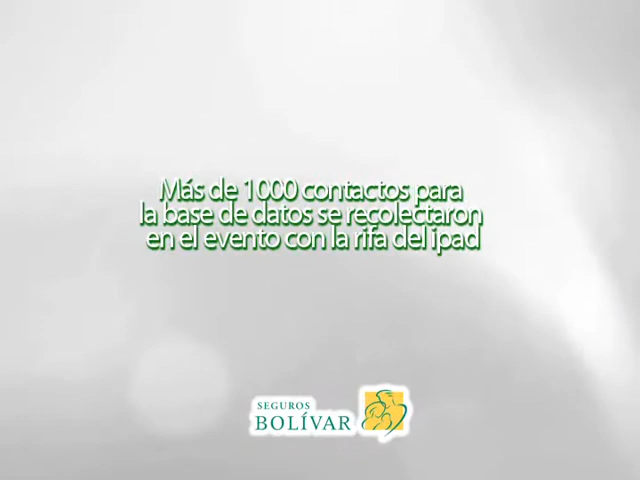 Más de 1000 contactos para
la base de datos se recolectaron
en el evento con la rifa del ipad
SEGUROS
BOLÍVAR